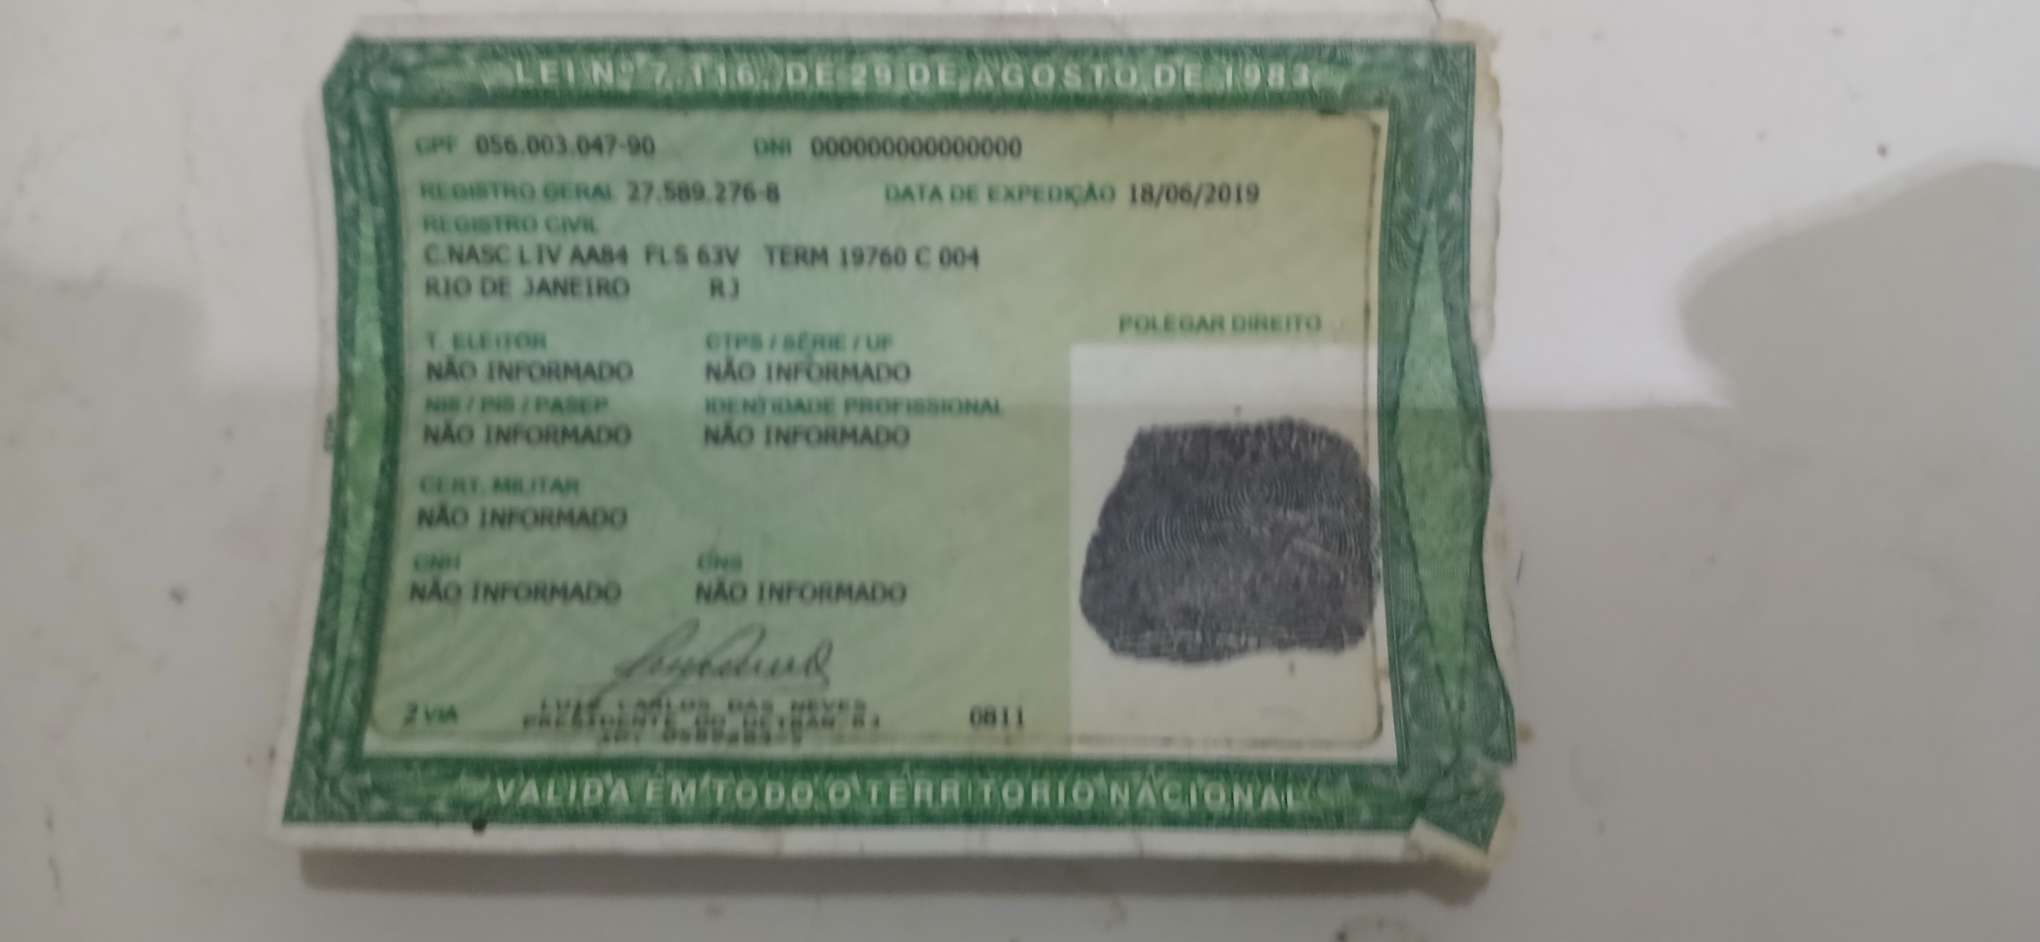 LEI Nº 7.116, DE 29 DE AGOSTO DE 1983
CPF 056.003.047-90 DNI 000000000000000
REGISTRO GERAL 27.589.276-8 DATA DE EXPEDIÇÃO 18/06/2019
REGISTRO CIVIL
C.NASC LIV AA84 FLS 63V TERM 19760 C 004
RIO DE JANEIRO RJ
POLEGAR DIREITO
T. ELEITOR CTPS / SÉRIE / UF
NÃO INFORMADO NÃO INFORMADO
NIS / PIS / PASEP IDENTIDADE PROFISSIONAL
NÃO INFORMADO NÃO INFORMADO
CERT. MILITAR
NÃO INFORMADO
CNH CNS
NÃO INFORMADO NÃO INFORMADO
2 VIA LUIZ CARLOS DAS NEVES
PRESIDENTE DO DETRAN RJ 0811
VALIDA EM TODO O TERRITORIO NACIONAL